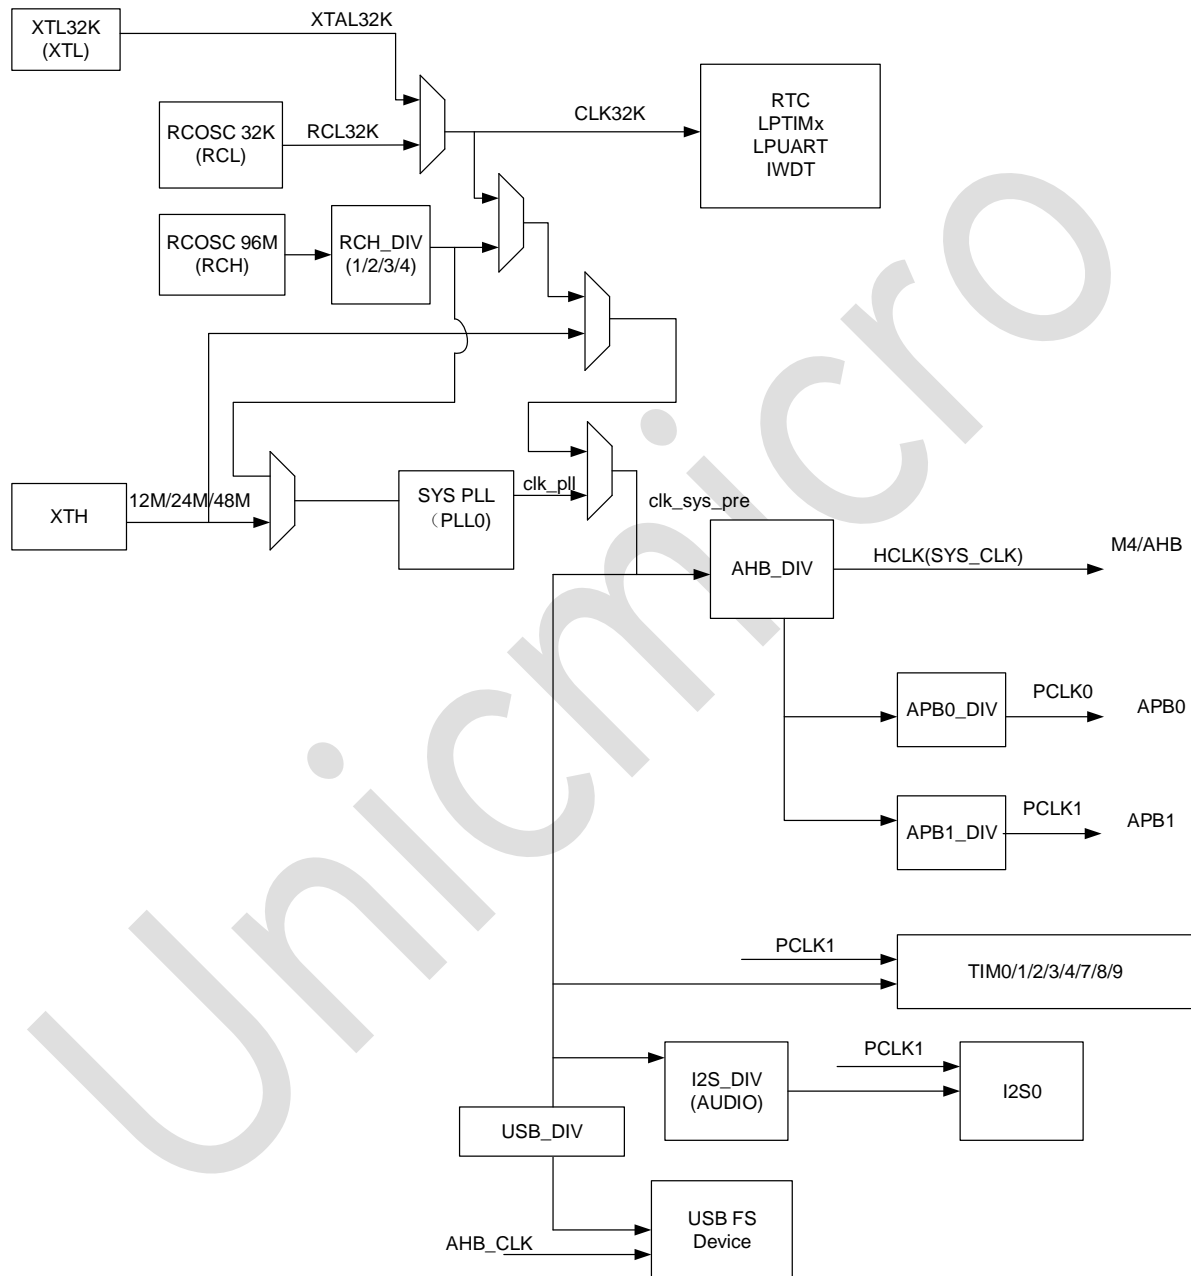 XTL32K
(XTL)
XTAL32K
RCOSC 32K
(RCL)
RCL32K
CLK32K
RTC
LPTIMx
LPUART
IWDT
RCOSC 96M
(RCH)
RCH_DIV
(1/2/3/4)
XTH
12M/24M/48M
SYS PLL
（PLL0)
clk_pll
clk_sys_pre
AHB_DIV
HCLK(SYS_CLK)
M4/AHB
APB0_DIV
PCLK0
APB0
APB1_DIV
PCLK1
APB1
PCLK1
TIM0/1/2/3/4/7/8/9
I2S_DIV
(AUDIO)
PCLK1
I2S0
USB_DIV
USB FS
Device
AHB_CLK
Unicmicro